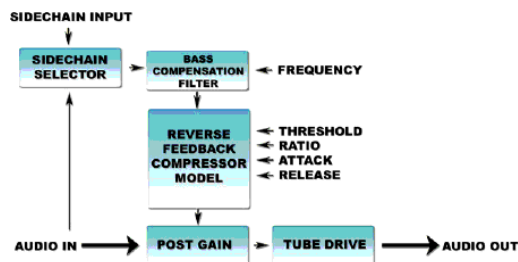 SIDECHAIN INPUT
SIDECHAIN
SELECTOR
BASS
COMPENSATION
FILTER
FREQUENCY
REVERSE
FEEDBACK
COMPRESSOR
MODEL
THRESHOLD
RATIO
ATTACK
RELEASE
AUDIO IN
POST GAIN
TUBE DRIVE
AUDIO OUT